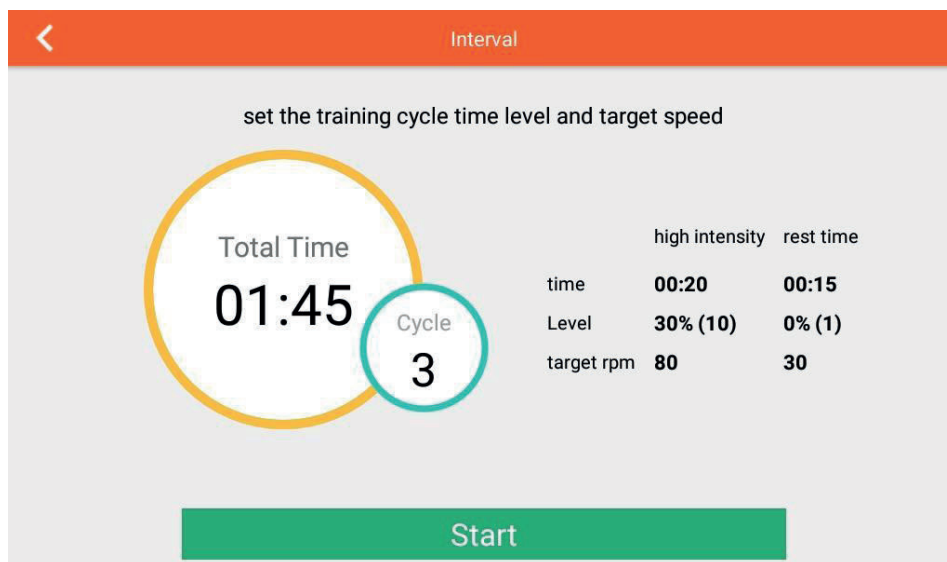 Interval
set the training cycle time level and target speed
Total Time
01:45
Cycle
3
high intensity rest time
time 00:20 00:15
Level 30% (10) 0% (1)
target rpm 80 30
Start